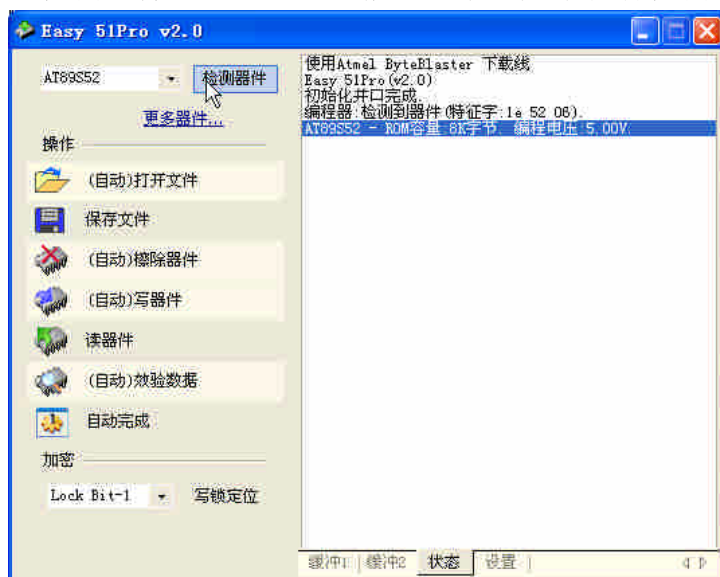 Easy 51Pro v2.0
AT89S52
检测器件
更多器件...
操作
(自动)打开文件
保存文件
(自动)擦除器件
(自动)写器件
读器件
(自动)效验数据
自动完成
加密
Lock Bit-1
写锁定位
使用Atmel ByteBlaster 下载线
Easy 51Pro(v2.0)
初始化并口完成.
编程器:检测到器件(特征字:1e 52 06).
AT89S52 - ROM容量:8K字节. 编程电压:5.00V.
缓冲1
缓冲2
状态
设置